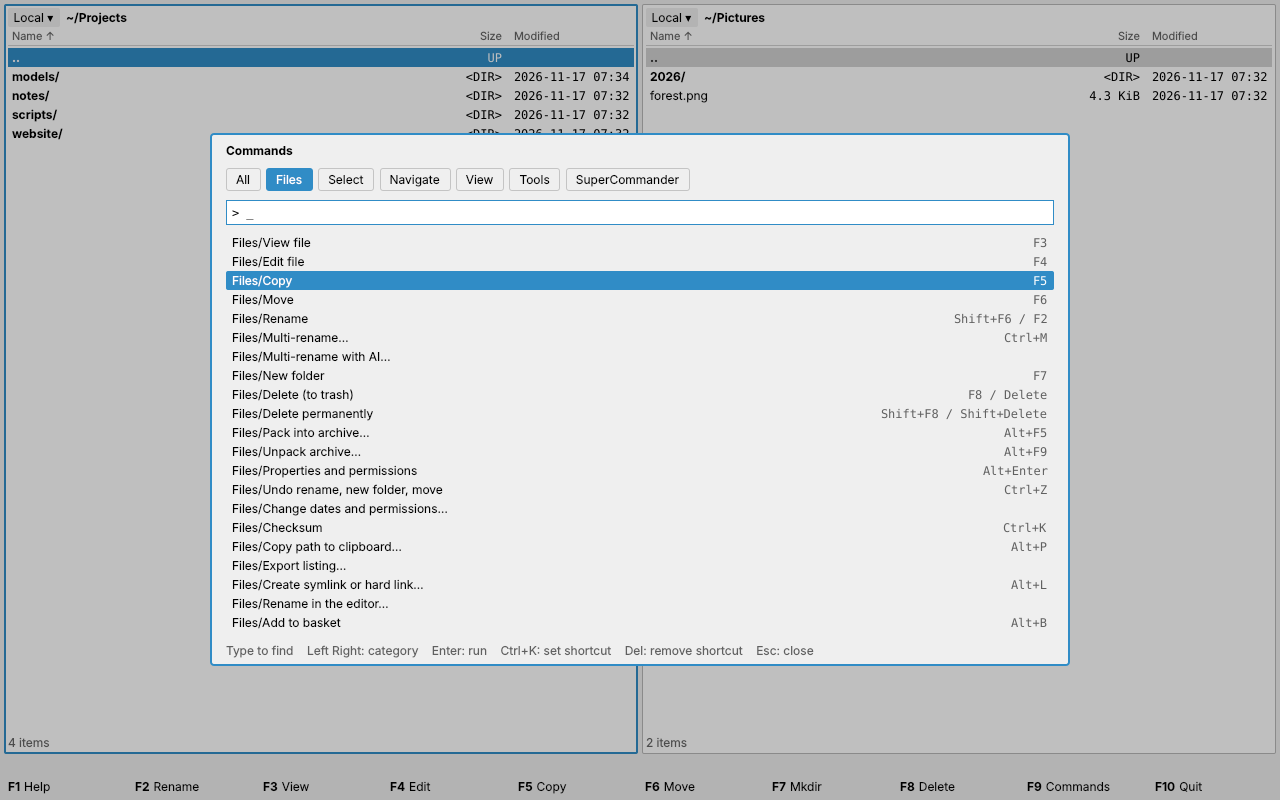 Local ▾ ~/Projects
Name ↑ Size Modified
.. UP
models/ <DIR> 2026-11-17 07:34
notes/ <DIR> 2026-11-17 07:32
scripts/ <DIR> 2026-11-17 07:32
website/ <DIR> 2026-11-17 07:32
4 items
Local ▾ ~/Pictures
Name ↑ Size Modified
.. UP
2026/ <DIR> 2026-11-17 07:32
forest.png 4.3 KiB 2026-11-17 07:32
2 items
Commands
All Files Select Navigate View Tools SuperCommander
> _
Files/View file F3
Files/Edit file F4
Files/Copy F5
Files/Move F6
Files/Rename Shift+F6 / F2
Files/Multi-rename... Ctrl+M
Files/Multi-rename with AI...
Files/New folder F7
Files/Delete (to trash) F8 / Delete
Files/Delete permanently Shift+F8 / Shift+Delete
Files/Pack into archive... Alt+F5
Files/Unpack archive... Alt+F9
Files/Properties and permissions Alt+Enter
Files/Undo rename, new folder, move Ctrl+Z
Files/Change dates and permissions...
Files/Checksum Ctrl+K
Files/Copy path to clipboard... Alt+P
Files/Export listing...
Files/Create symlink or hard link... Alt+L
Files/Rename in the editor...
Files/Add to basket Alt+B
Type to find Left Right: category Enter: run Ctrl+K: set shortcut Del: remove shortcut Esc: close
F1 Help F2 Rename F3 View F4 Edit F5 Copy F6 Move F7 Mkdir F8 Delete F9 Commands F10 Quit